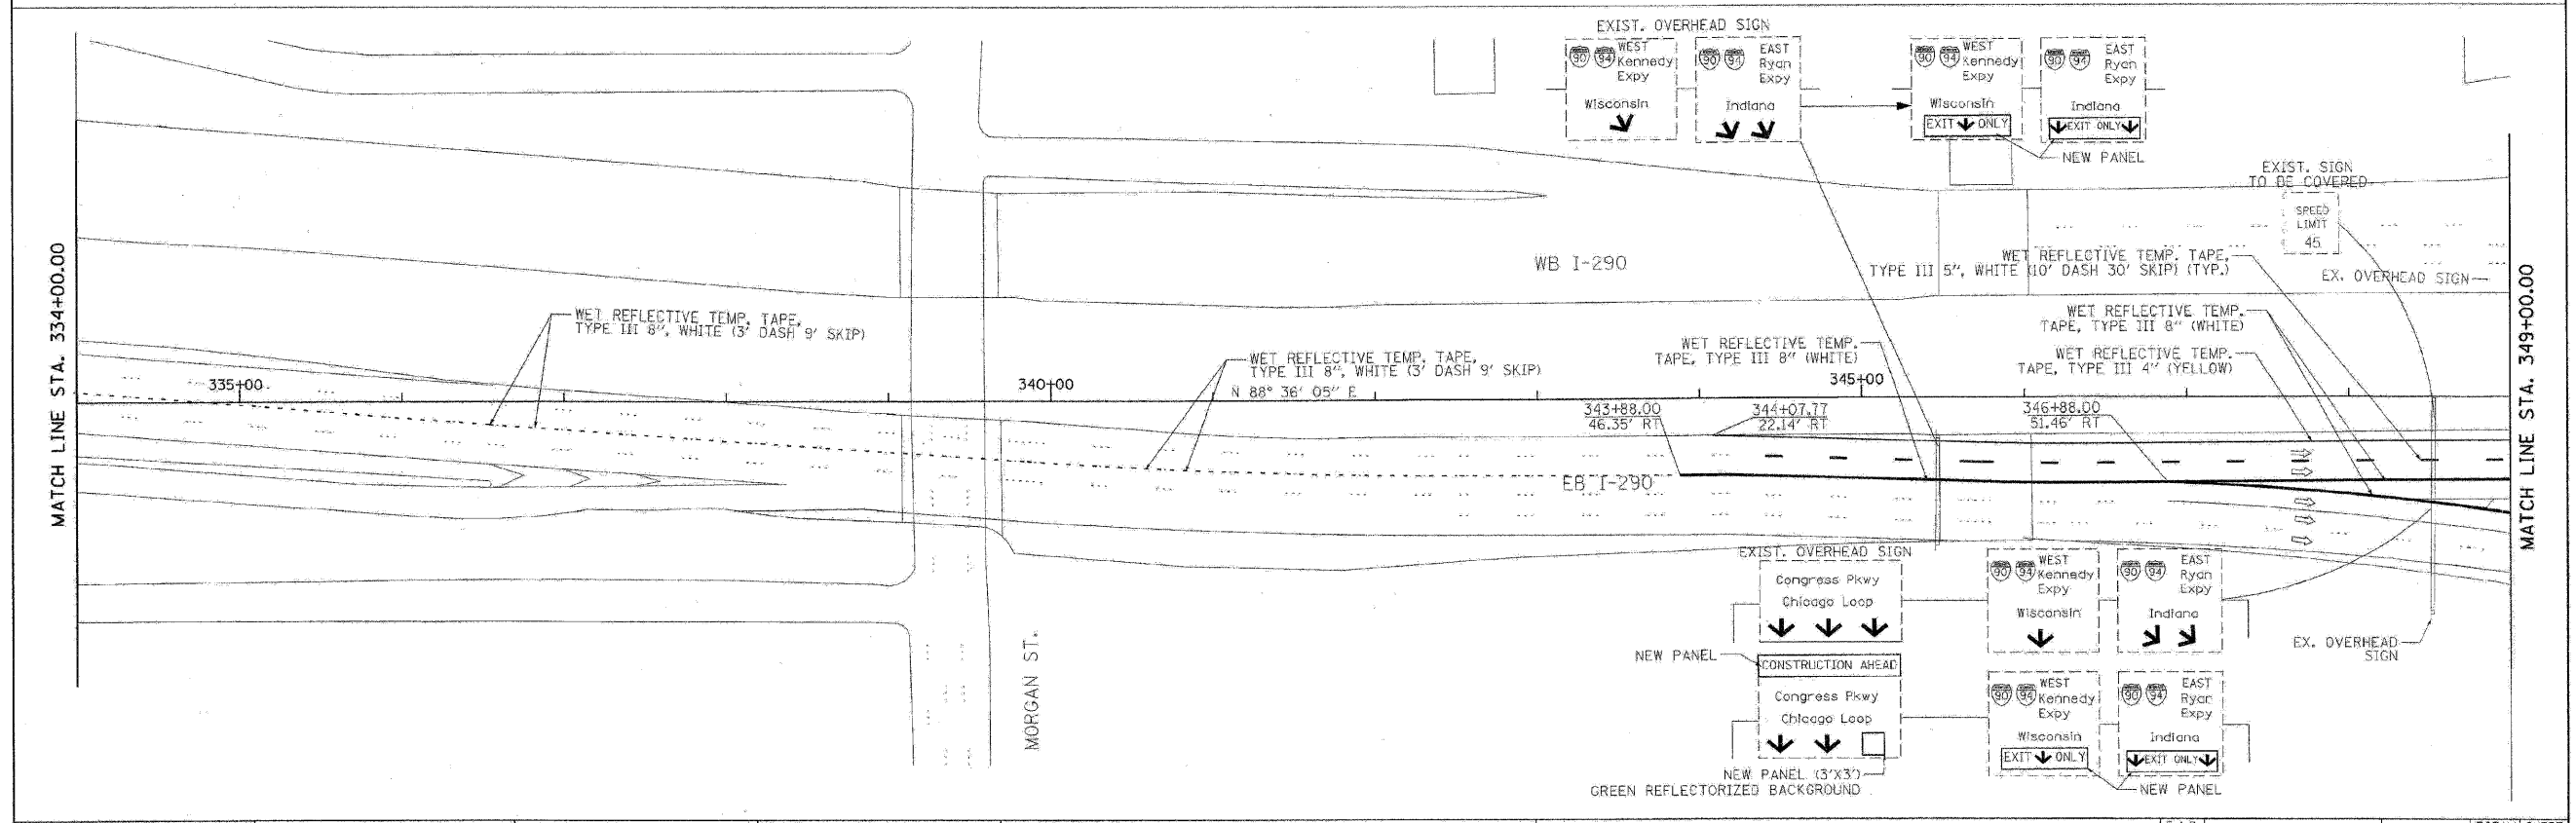 EXIST. OVERHEAD SIGN
90 94 WEST
Kennedy
Expy
Wisconsin
90 94 EAST
Ryan
Expy
Indiana
90 94 WEST
Kennedy
Expy
Wisconsin
EXIT ONLY
90 94 EAST
Ryan
Expy
Indiana
EXIT ONLY
NEW PANEL
EXIST. SIGN
TO BE COVERED
SPEED
LIMIT
45
WB I-290
WET REFLECTIVE TEMP. TAPE,
TYPE III 5", WHITE (10' DASH 30' SKIP) (TYP.)
EX. OVERHEAD SIGN
MATCH LINE STA. 334+00.00
WET REFLECTIVE TEMP. TAPE,
TYPE III 8", WHITE (3' DASH 9' SKIP)
WET REFLECTIVE TEMP. TAPE,
TYPE III 8", WHITE (3' DASH 9' SKIP)
WET REFLECTIVE TEMP.
TAPE, TYPE III 8" (WHITE)
WET REFLECTIVE TEMP.
TAPE, TYPE III 8" (WHITE)
WET REFLECTIVE TEMP.
TAPE, TYPE III 4" (YELLOW)
MATCH LINE STA. 349+00.00
335+00
340+00
345+00
N 88° 36' 05" E
343+88.00
46.35' RT
344+07.77
22.14' RT
346+88.00
51.46' RT
EB I-290
MORGAN ST.
EXIST. OVERHEAD SIGN
Congress Pkwy
Chicago Loop
90 94 WEST
Kennedy
Expy
Wisconsin
90 94 EAST
Ryan
Expy
Indiana
EX. OVERHEAD
SIGN
NEW PANEL
CONSTRUCTION AHEAD
Congress Pkwy
Chicago Loop
90 94 WEST
Kennedy
Expy
Wisconsin
EXIT ONLY
90 94 EAST
Ryan
Expy
Indiana
EXIT ONLY
NEW PANEL (3'X3')
GREEN REFLECTORIZED BACKGROUND
NEW PANEL